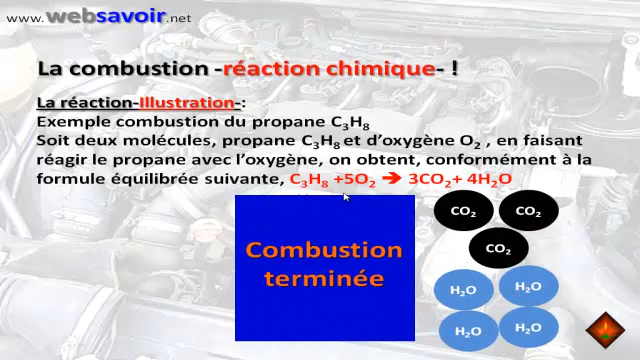 www.websavoir.net
La combustion -réaction chimique- !
La réaction-Illustration-:
Exemple combustion du propane C₃H₈
Soit deux molécules, propane C₃H₈ et d'oxygène O₂ , en faisant
réagir le propane avec l'oxygène, on obtent, conformément à la
formule équilibrée suivante, C₃H₈ +5O₂ ➔ 3CO₂+ 4H₂O
CO₂ CO₂
CO₂
Combustion
terminée
H₂O H₂O
H₂O H₂O